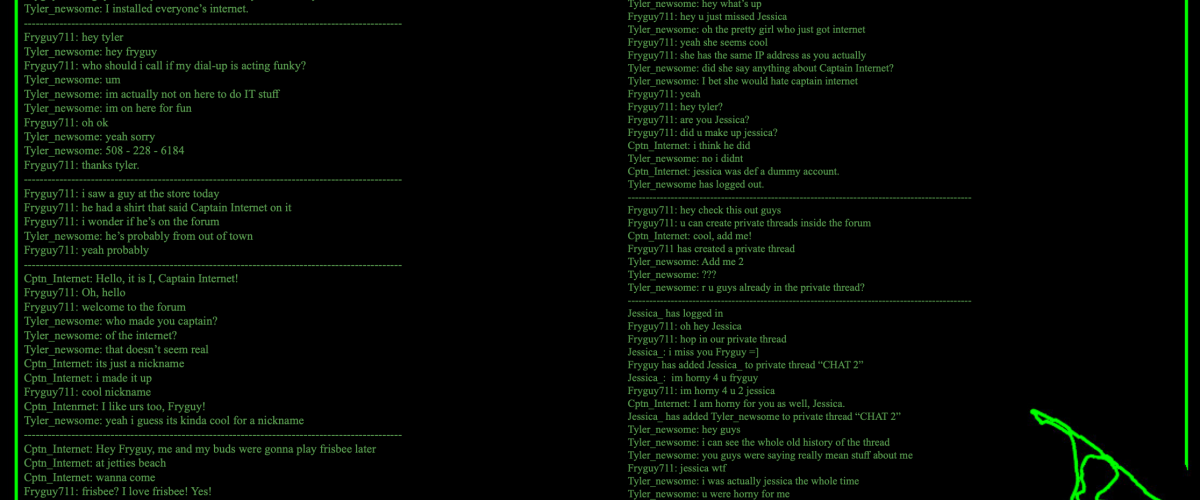 Tyler_newsome: I installed everyone’s internet.
Fryguy711: hey tyler
Tyler_newsome: hey fryguy
Fryguy711: who should i call if my dial-up is acting funky?
Tyler_newsome: um
Tyler_newsome: im actually not on here to do IT stuff
Tyler_newsome: im on here for fun
Fryguy711: oh ok
Tyler_newsome: yeah sorry
Tyler_newsome: 508 - 228 - 6184
Fryguy711: thanks tyler.
Fryguy711: i saw a guy at the store today
Fryguy711: he had a shirt that said Captain Internet on it
Fryguy711: i wonder if he’s on the forum
Tyler_newsome: he’s probably from out of town
Fryguy711: yeah probably
Cptn_Internet: Hello, it is I, Captain Internet!
Fryguy711: Oh, hello
Fryguy711: welcome to the forum
Tyler_newsome: who made you captain?
Tyler_newsome: of the internet?
Tyler_newsome: that doesn’t seem real
Cptn_Internet: its just a nickname
Cptn_Internet: i made it up
Fryguy711: cool nickname
Cptn_Intenrnet: I like urs too, Fryguy!
Tyler_newsome: yeah i guess its kinda cool for a nickname
Cptn_Internet: Hey Fryguy, me and my buds were gonna play frisbee later
Cptn_Internet: at jetties beach
Cptn_Internet: wanna come
Fryguy711: frisbee? I love frisbee! Yes!
Tyler_newsome: hey what’s up
Fryguy711: hey u just missed Jessica
Tyler_newsome: oh the pretty girl who just got internet
Fryguy711: yeah she seems cool
Fryguy711: she has the same IP address as you actually
Tyler_newsome: did she say anything about Captain Internet?
Tyler_newsome: I bet she would hate captain internet
Fryguy711: yeah
Fryguy711: hey tyler?
Fryguy711: are you Jessica?
Fryguy711: did u make up jessica?
Cptn_Internet: i think he did
Tyler_newsome: no i didnt
Cptn_Internet: jessica was def a dummy account.
Tyler_newsome has logged out.
Fryguy711: hey check this out guys
Fryguy711: u can create private threads inside the forum
Cptn_Internet: cool, add me!
Fryguy711 has created a private thread
Tyler_newsome: Add me 2
Tyler_newsome: ???
Tyler_newsome: r u guys already in the private thread?
Jessica_ has logged in
Fryguy711: oh hey Jessica
Fryguy711: hop in our private thread
Jessica_: i miss you Fryguy =]
Fryguy has added Jessica_ to private thread “CHAT 2”
Jessica_: im horny 4 u fryguy
Fryguy711: im horny 4 u 2 jessica
Cptn_Internet: I am horny for you as well, Jessica.
Jessica_ has added Tyler_newsome to private thread “CHAT 2”
Tyler_newsome: hey guys
Tyler_newsome: i can see the whole old history of the thread
Tyler_newsome: you guys were saying really mean stuff about me
Fryguy711: jessica wtf
Tyler_newsome: i was actually jessica the whole time
Tyler_newsome: u were horny for me